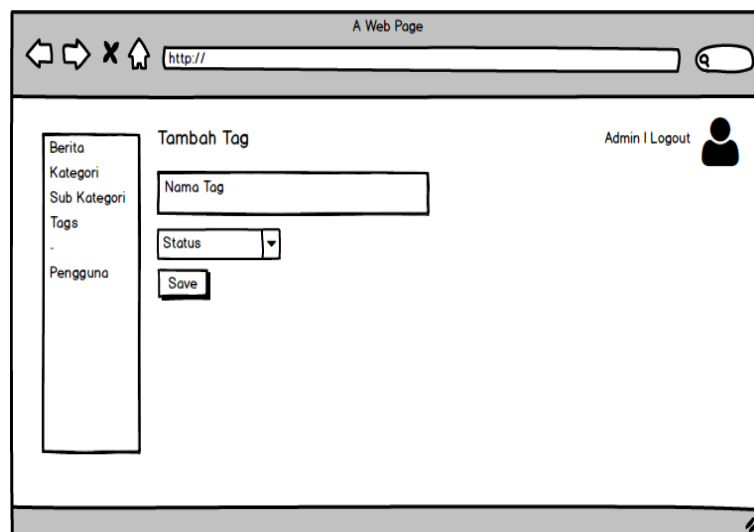 A Web Page
http://
Tambah Tag
Admin | Logout
Berita
Kategori
Sub Kategori
Tags
-
Pengguna
Nama Tag
Status
Save